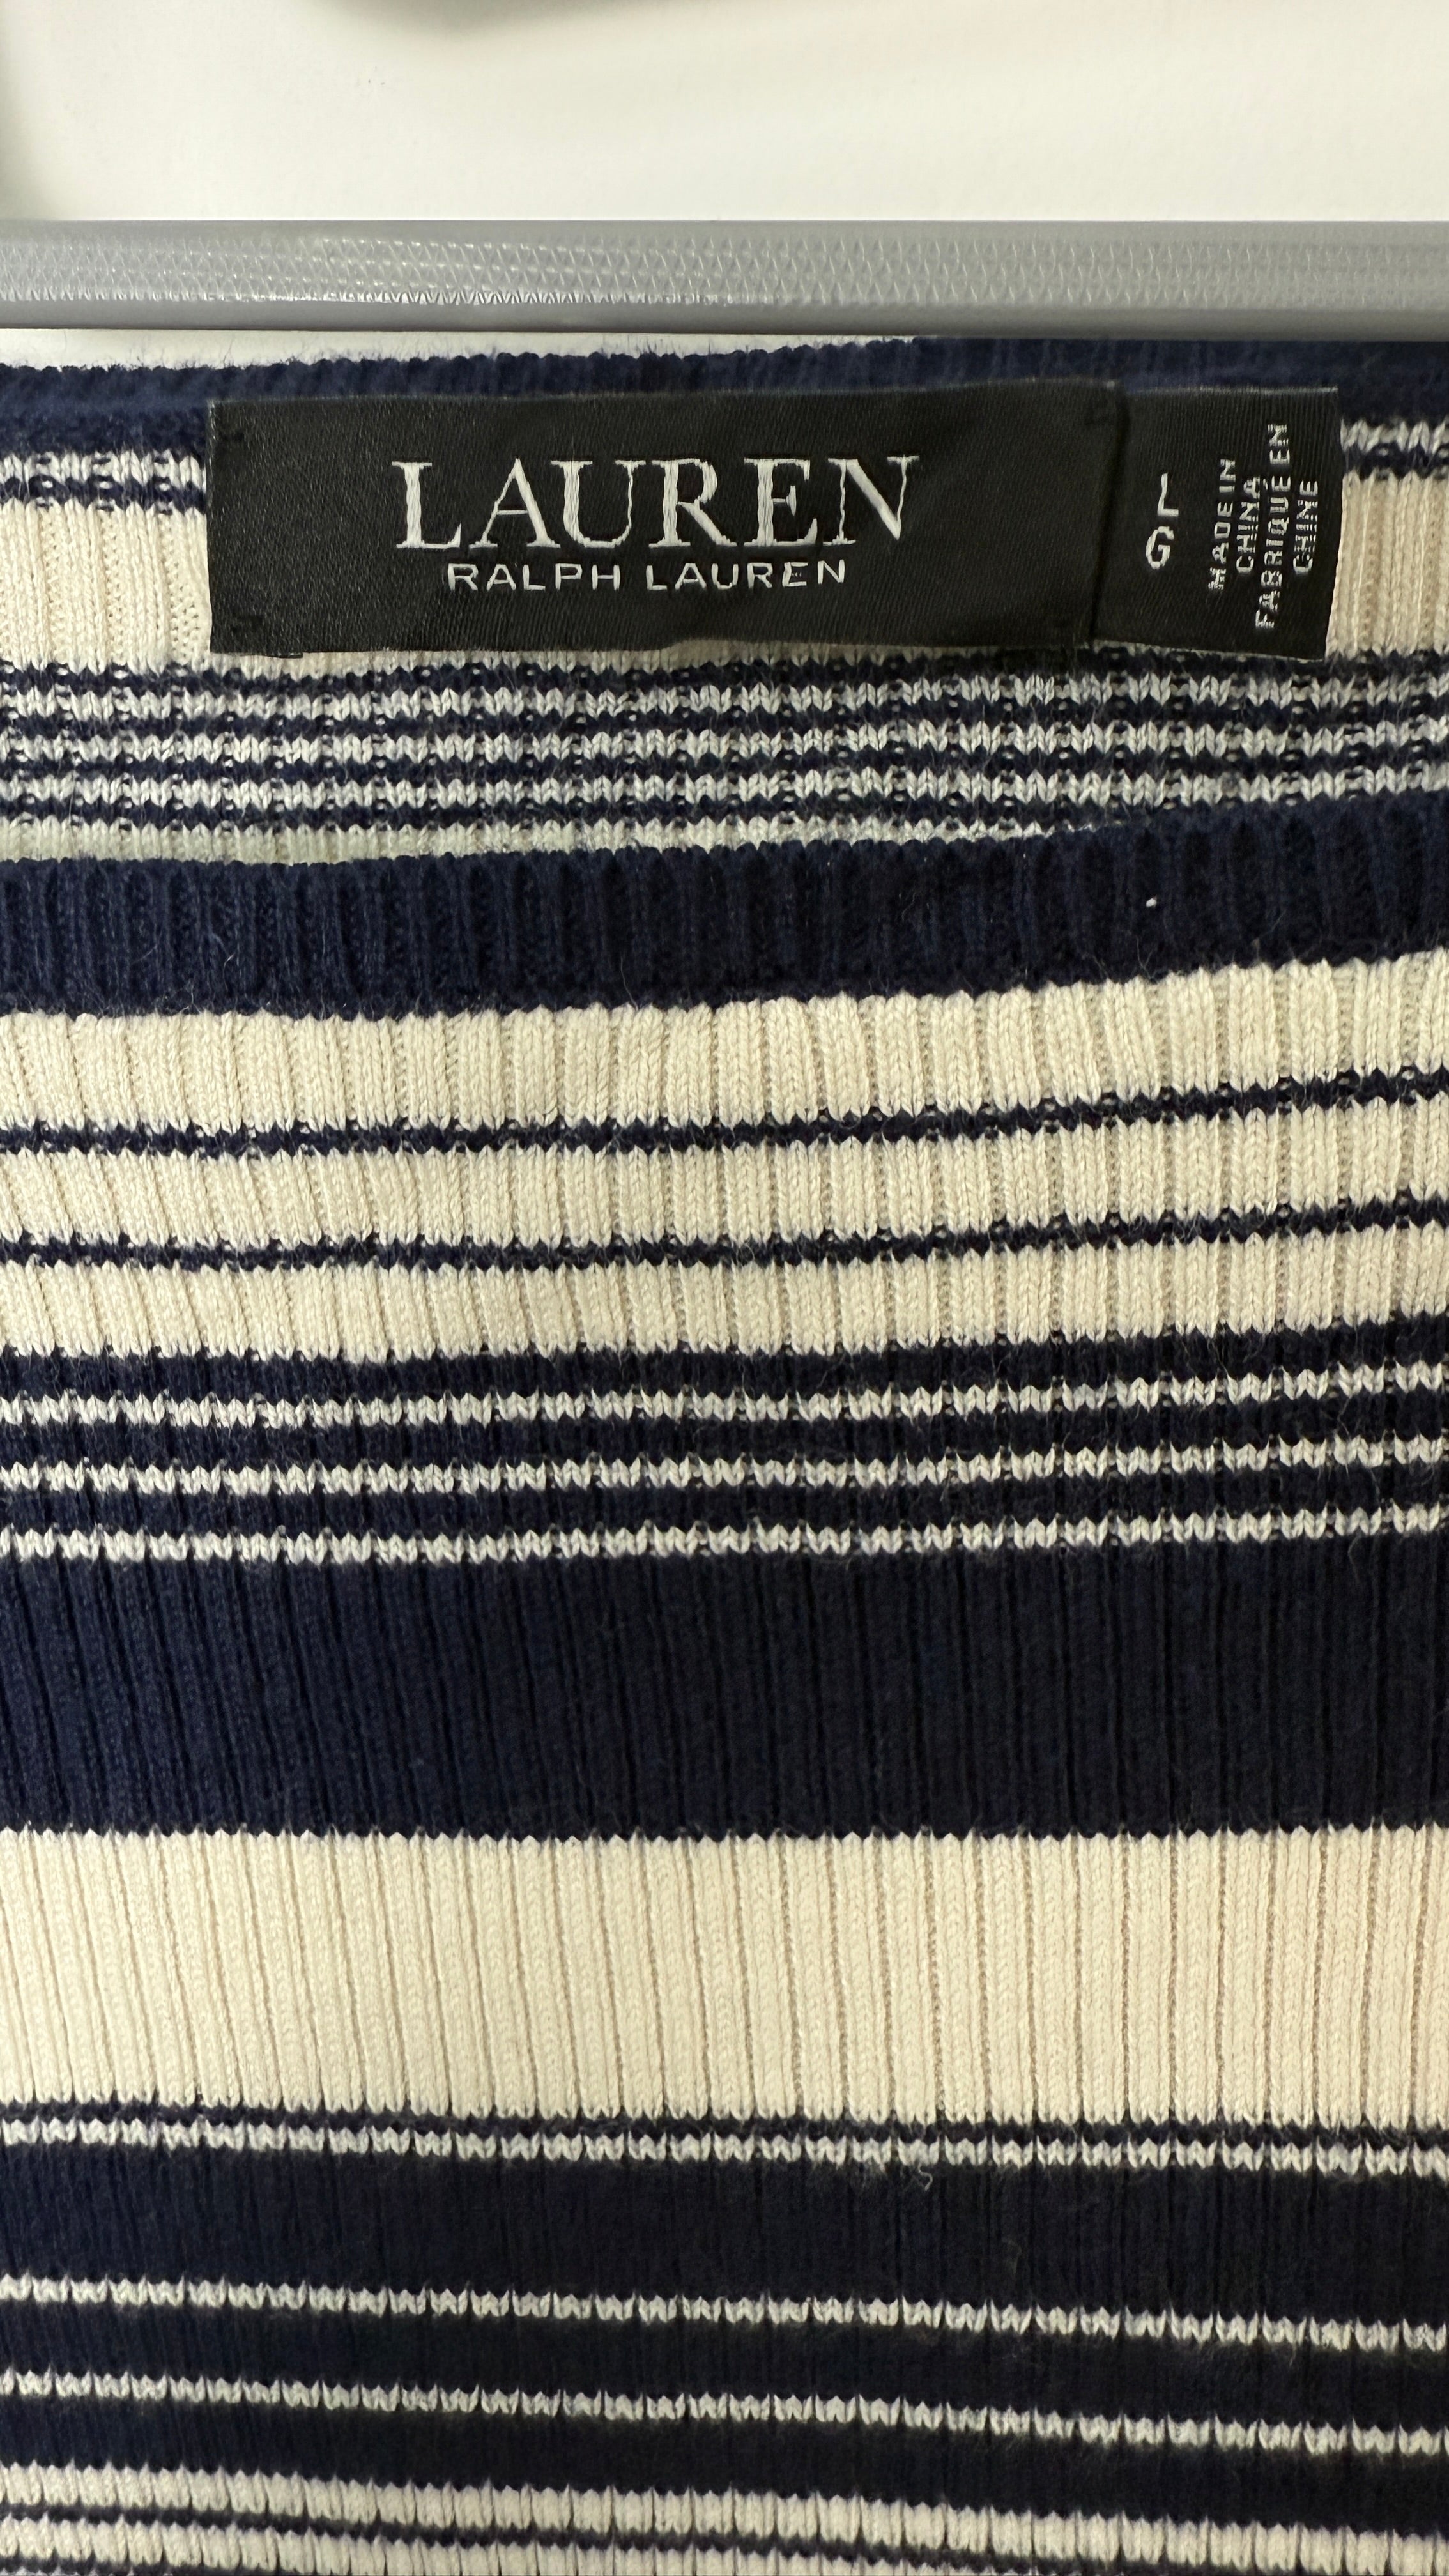 LAUREN
RALPH LAUREN
L
G
MADE IN
CHINA
FABRIQUÉ EN
CHINE